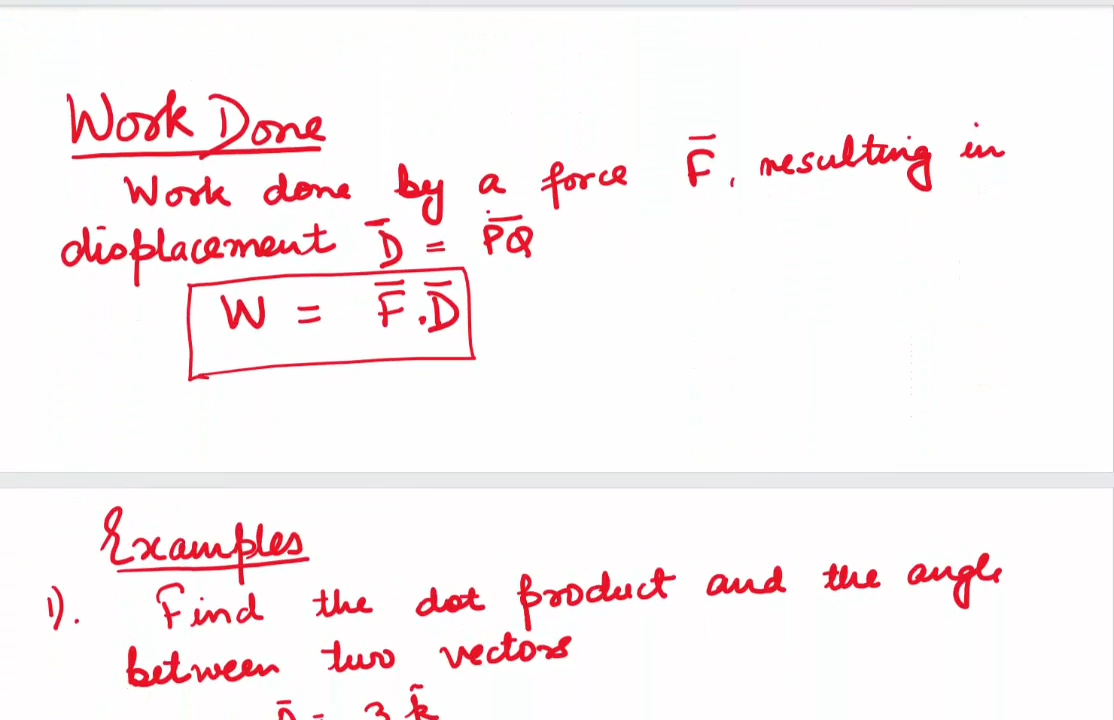 Work Done
Work done by a force F̅, resulting in
displacement D̅ = P̅Q̅
W = F̅.D̅
Examples
1). Find the dot product and the angle
between two vectors
= 3 k̃